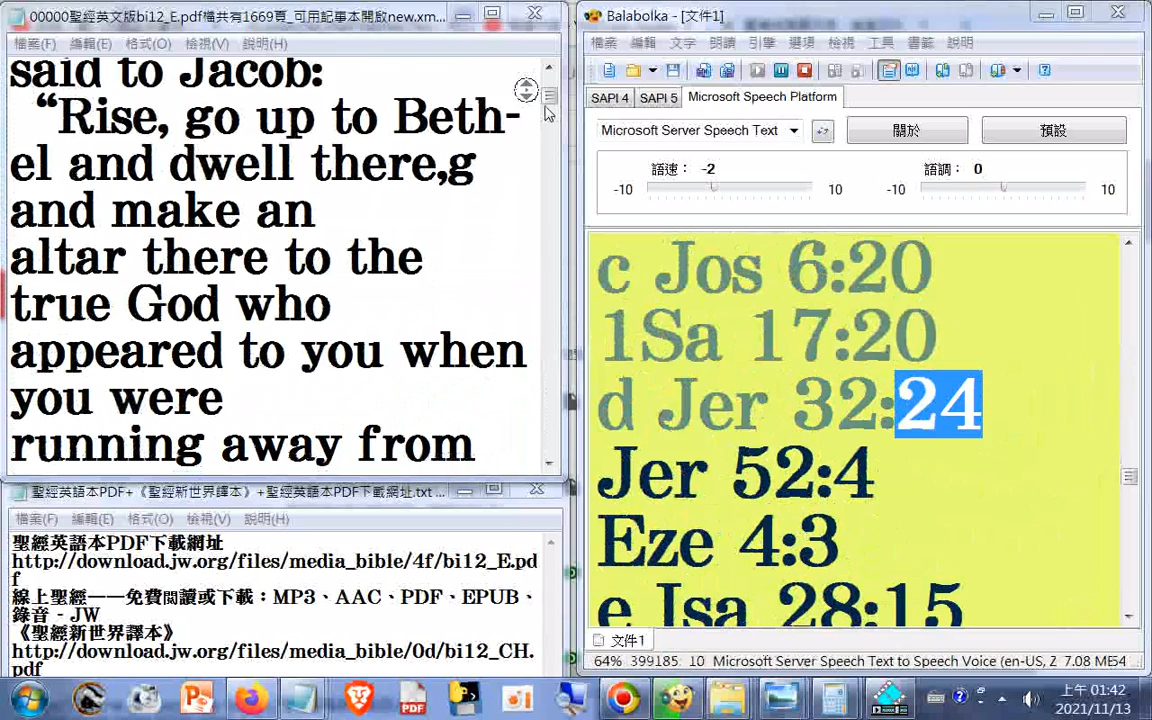 00000聖經英文版bi12_E.pdf檔共有1669頁_可用記事本開啟new.xm...
檔案(F) 編輯(E) 格式(O) 檢視(V) 說明(H)
said to Jacob:
“Rise, go up to Beth-
el and dwell there,g
and make an
altar there to the
true God who
appeared to you when
you were
running away from
聖經英語本PDF+《聖經新世界譯本》+聖經英語本PDF下載網址.txt ...
檔案(F) 編輯(E) 格式(O) 檢視(V) 說明(H)
聖經英語本PDF下載網址
http://download.jw.org/files/media_bible/4f/bi12_E.pd
f
線上聖經——免費閱讀或下載：MP3、AAC、PDF、EPUB、
錄音 - JW
《聖經新世界譯本》
http://download.jw.org/files/media_bible/0d/bi12_CH.
pdf
Balabolka - [文件1]
檔案 編輯 文字 朗讀 引擎 選項 檢視 工具 書籤 說明
SAPI 4 SAPI 5 Microsoft Speech Platform
Microsoft Server Speech Text 關於 預設
語速： -2 語調： 0
-10 10 -10 10
c Jos 6:20
1Sa 17:20
d Jer 32:24
Jer 52:4
Eze 4:3
e Isa 28:15
文件1
64% 399185: 10 Microsoft Server Speech Text to Speech Voice (en-US, Z 7.08 ME54
上午 01:42
2021/11/13